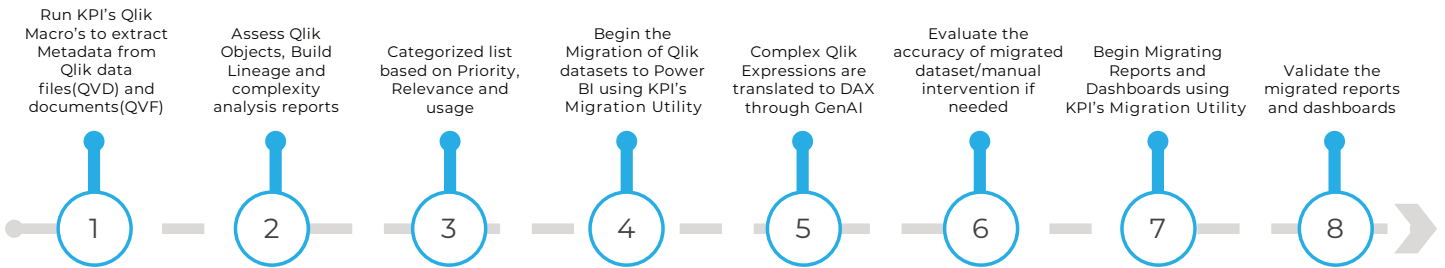 Run KPI's Qlik
Macro's to extract
Metadata from
Qlik data
files(QVD) and
documents(QVF)
Assess Qlik
Objects, Build
Lineage and
complexity
analysis reports
Categorized list
based on Priority,
Relevance and
usage
Begin the
Migration of Qlik
datasets to Power
BI using KPI's
Migration Utility
Complex Qlik
Expressions are
translated to DAX
through GenAI
Evaluate the
accuracy of migrated
dataset/manual
intervention if
needed
Begin Migrating
Reports and
Dashboards using
KPI's Migration Utility
Validate the
migrated reports
and dashboards
1
2
3
4
5
6
7
8